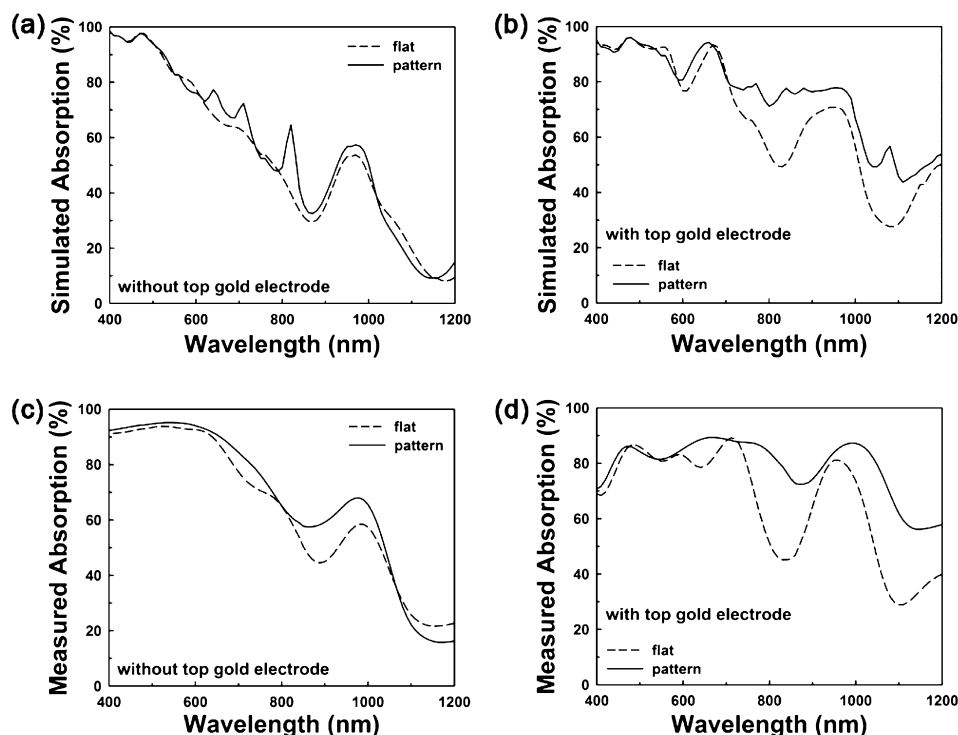 (a)
Simulated Absorption (%)
100
80
60
40
20
0
flat
pattern
without top gold electrode
400 600 800 1000 1200
Wavelength (nm)
(b)
Simulated Absorption (%)
100
80
60
40
20
0
with top gold electrode
flat
pattern
400 600 800 1000 1200
Wavelength (nm)
(c)
Measured Absorption (%)
100
80
60
40
20
0
flat
pattern
without top gold electrode
400 600 800 1000 1200
Wavelength (nm)
(d)
Measured Absorption (%)
100
80
60
40
20
0
with top gold electrode
flat
pattern
400 600 800 1000 1200
Wavelength (nm)